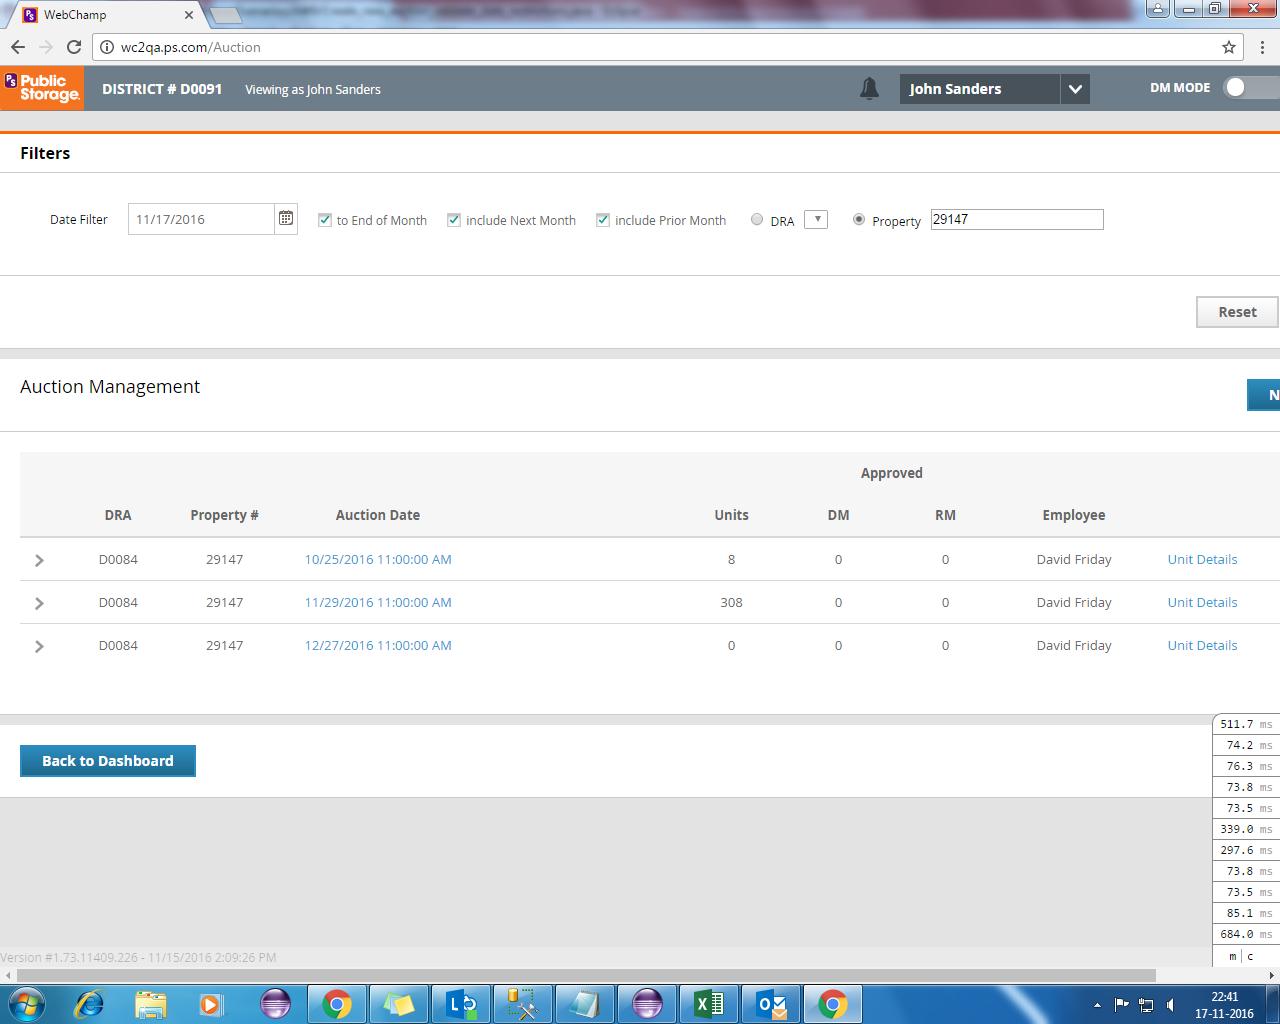 WebChamp
wc2qa.ps.com/Auction
PS Public Storage. DISTRICT # D0091 Viewing as John Sanders John Sanders DM MODE
Filters
Date Filter 11/17/2016 to End of Month include Next Month include Prior Month DRA Property 29147
Reset
Auction Management N
Approved
DRA Property # Auction Date Units DM RM Employee
D0084 29147 10/25/2016 11:00:00 AM 8 0 0 David Friday Unit Details
D0084 29147 11/29/2016 11:00:00 AM 308 0 0 David Friday Unit Details
D0084 29147 12/27/2016 11:00:00 AM 0 0 0 David Friday Unit Details
Back to Dashboard
511.7 ms
74.2 ms
76.3 ms
73.8 ms
73.5 ms
339.0 ms
297.6 ms
73.8 ms
73.5 ms
85.1 ms
684.0 ms
m | c
Version #1.73.11409.226 - 11/15/2016 2:09:26 PM
22:41
17-11-2016